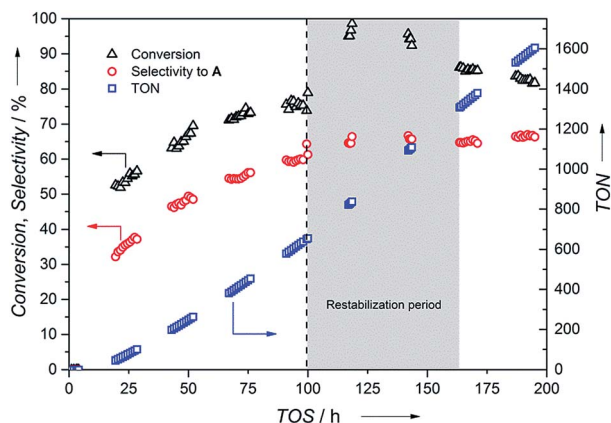 Conversion, Selectivity / %
100
90
80
70
60
50
40
30
20
10
0
Conversion
Selectivity to A
TON
Restabilization period
1600
1400
1200
1000
800
600
400
200
0
TON
0 25 50 75 100 125 150 175 200
TOS / h